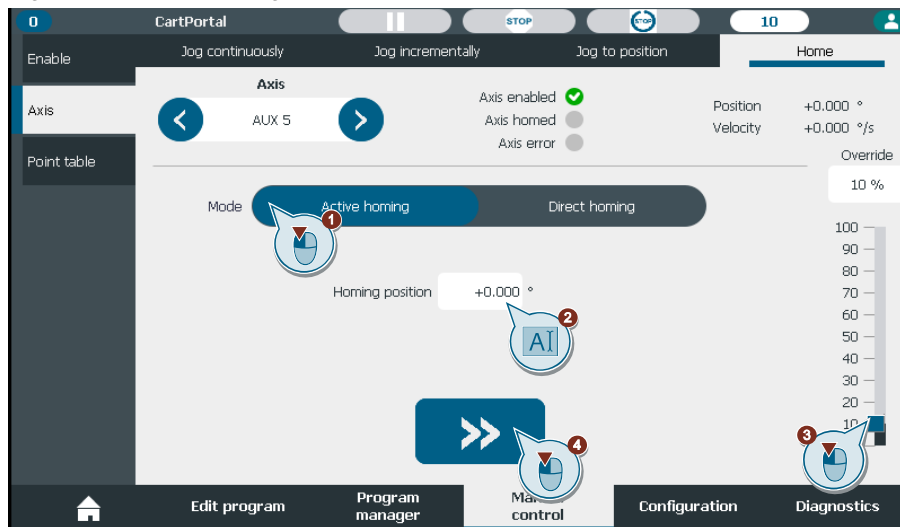 0
CartPortal
STOP
STOP
10
Enable
Jog continuously
Jog incrementally
Jog to position
Home
Axis
Axis
AUX 5
Axis enabled
Axis homed
Axis error
Position +0.000 °
Velocity +0.000 °/s
Point table
Override
10 %
Mode
Active homing
Direct homing
1
Homing position
+0.000 °
2
AI
100
90
80
70
60
50
40
30
20
10
3
4
Edit program
Program
manager
control
Configuration
Diagnostics